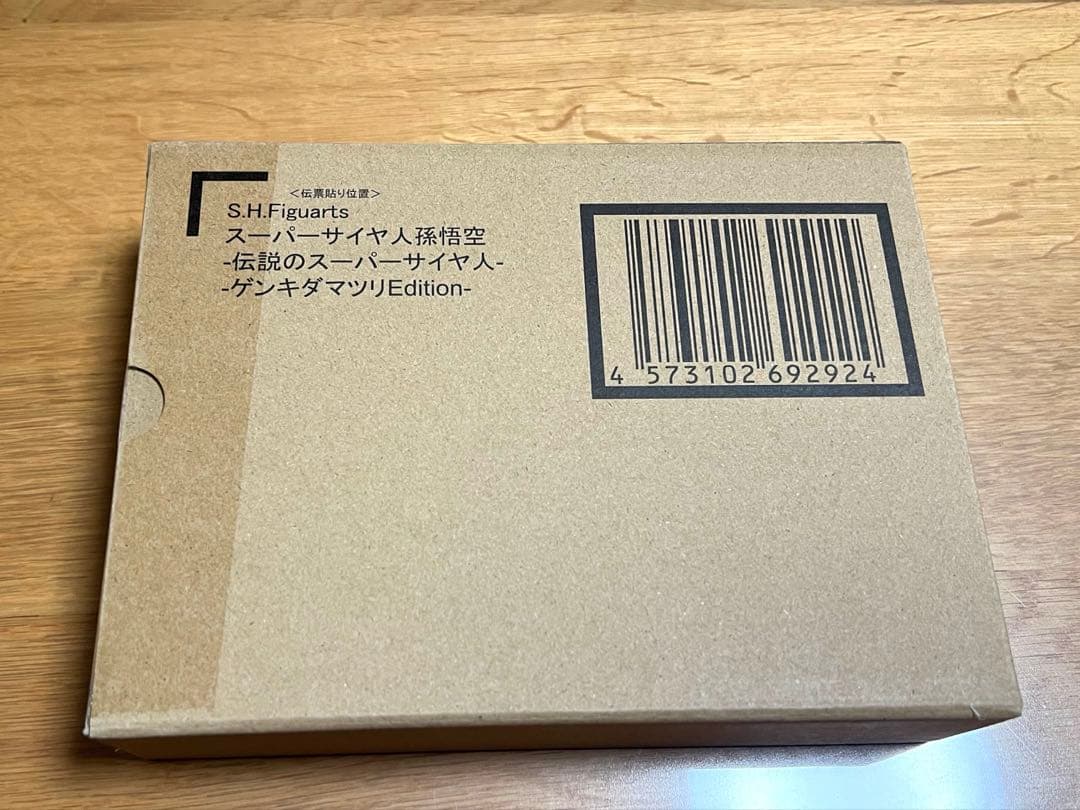 ＜伝票貼り位置＞
S.H.Figuarts
スーパーサイヤ人孫悟空
-伝説のスーパーサイヤ人-
-ゲンキダマツリEdition-
4 573102 692924